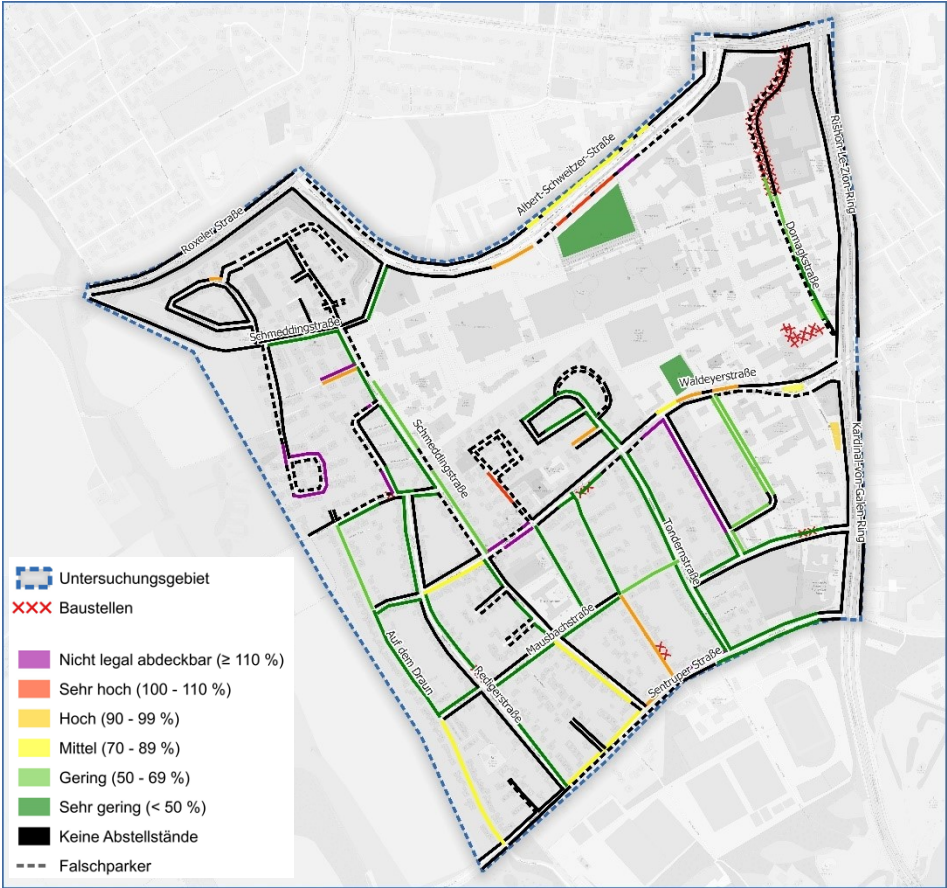 Albert-Schweitzer-Straße
Rishon-Le-Zion-Ring
Roxeler Straße
Domagkstraße
Schmeddingstraße
Waldeyerstraße
Schmeddingstraße
Kardinal-von-Galen-Ring
Tondernstraße
Mausbachstraße
Auf dem Draun
Redigerstraße
Sentruper Straße
Untersuchungsgebiet
Baustellen
Nicht legal abdeckbar (≥ 110 %)
Sehr hoch (100 - 110 %)
Hoch (90 - 99 %)
Mittel (70 - 89 %)
Gering (50 - 69 %)
Sehr gering (< 50 %)
Keine Abstellstände
Falschparker